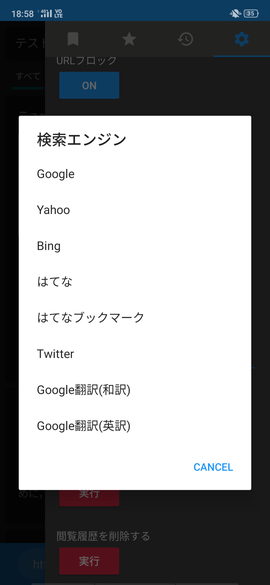 18:58
85
テスト
URLブロック
すべて
ON
検索エンジン
Google
Yahoo
Bing
はてな
はてなブックマーク
Twitter
Google翻訳(和訳)
Google翻訳(英訳)
CANCEL
実行
閲覧履歴を削除する
実行